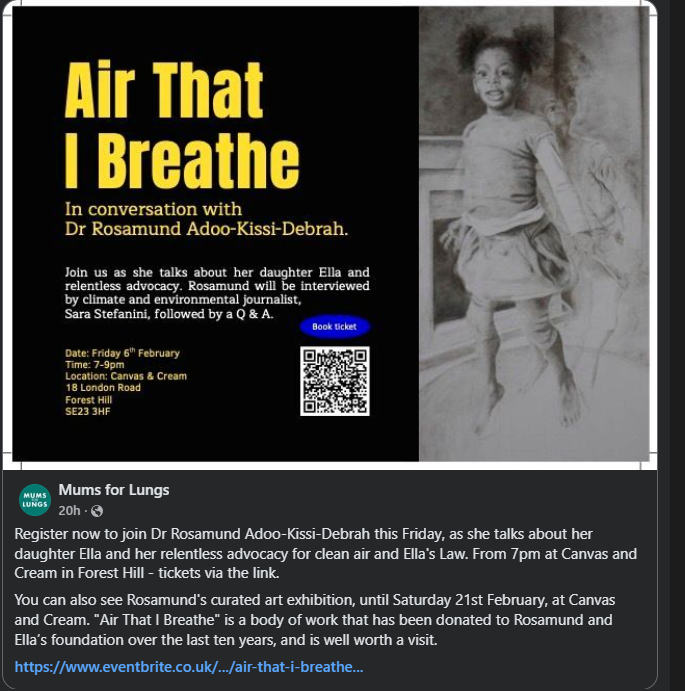 Air That
I Breathe
In conversation with
Dr Rosamund Adoo-Kissi-Debrah.
Join us as she talks about her daughter Ella and
relentless advocacy. Rosamund will be interviewed
by climate and environmental journalist,
Sara Stefanini, followed by a Q & A.
Book ticket
Date: Friday 6th February
Time: 7-9pm
Location: Canvas & Cream
18 London Road
Forest Hill
SE23 3HF
MUMS
LUNGS
Mums for Lungs
20h ·
Register now to join Dr Rosamund Adoo-Kissi-Debrah this Friday, as she talks about her
daughter Ella and her relentless advocacy for clean air and Ella's Law. From 7pm at Canvas and
Cream in Forest Hill - tickets via the link.
You can also see Rosamund's curated art exhibition, until Saturday 21st February, at Canvas
and Cream. "Air That I Breathe" is a body of work that has been donated to Rosamund and
Ella’s foundation over the last ten years, and is well worth a visit.
https://www.eventbrite.co.uk/.../air-that-i-breathe...